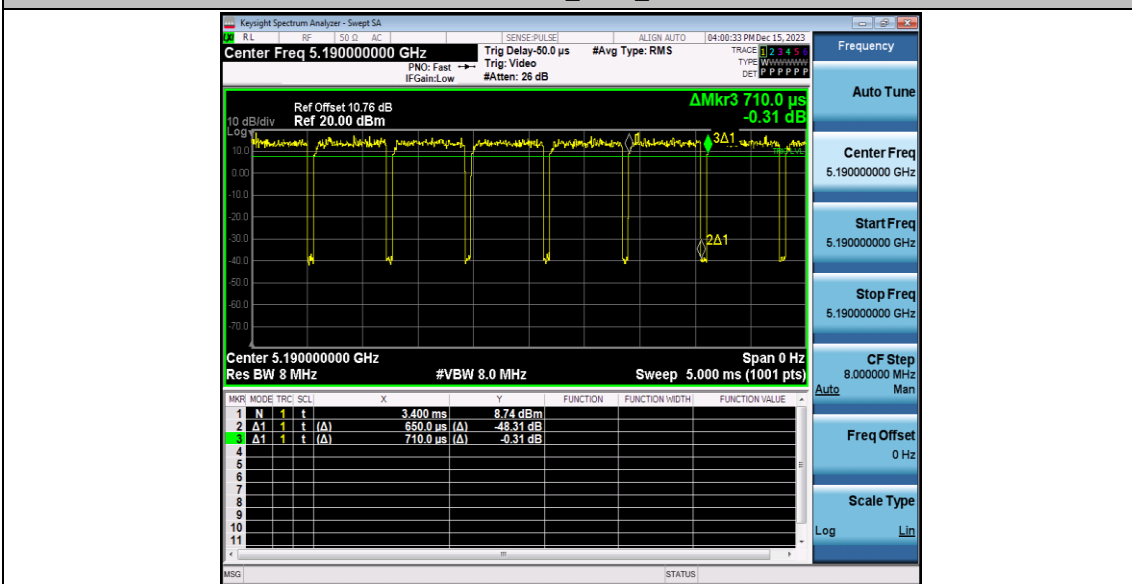 Keysight Spectrum Analyzer - Swept SA
RL RF 50 Ω AC SENSE:PULSE ALIGN AUTO 04:00:33 PM Dec 15, 2023
Center Freq 5.190000000 GHz
PNO: Fast
IFGain:Low
Trig Delay-50.0 µs
Trig: Video
#Atten: 26 dB
#Avg Type: RMS
TRACE 1 2 3 4 5 6
TYPE
DET P P P P P P
ΔMkr3 710.0 µs
-0.31 dB
Ref Offset 10.76 dB
10 dB/div Ref 20.00 dBm
Log
10.0
0.00
-10.0
-20.0
-30.0
-40.0
-50.0
-60.0
-70.0
3Δ1
2Δ1
Center 5.190000000 GHz Span 0 Hz
Res BW 8 MHz #VBW 8.0 MHz Sweep 5.000 ms (1001 pts)
MKR MODE TRC SCL X Y FUNCTION FUNCTION WIDTH FUNCTION VALUE
1 N 1 t 3.400 ms 8.74 dBm
2 Δ1 1 t (Δ) 650.0 µs (Δ) -48.31 dB
3 Δ1 1 t (Δ) 710.0 µs (Δ) -0.31 dB
4
5
6
7
8
9
10
11
MSG STATUS
Frequency
Auto Tune
Center Freq
5.190000000 GHz
Start Freq
5.190000000 GHz
Stop Freq
5.190000000 GHz
CF Step
8.000000 MHz
Auto Man
Freq Offset
0 Hz
Scale Type
Log Lin